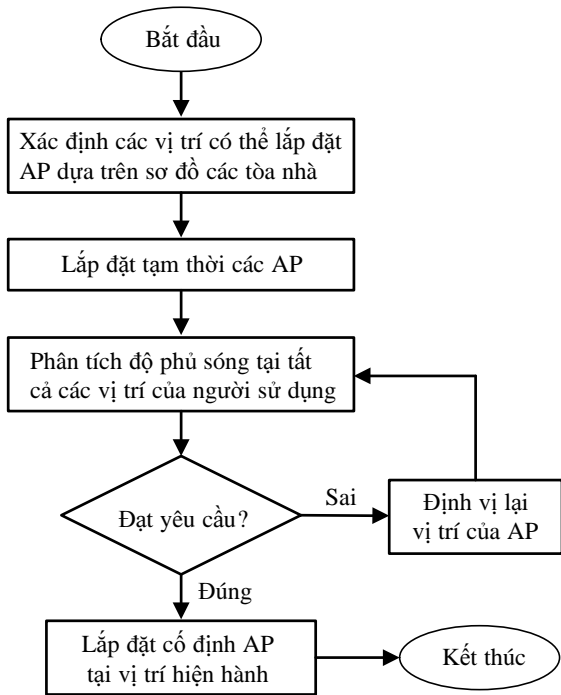 Bắt đầu
Xác định các vị trí có thể lắp đặt
AP dựa trên sơ đồ các tòa nhà
Lắp đặt tạm thời các AP
Phân tích độ phủ sóng tại tất
cả các vị trí của người sử dụng
Đạt yêu cầu?
Sai
Định vị lại
vị trí của AP
Đúng
Lắp đặt cố định AP
tại vị trí hiện hành
Kết thúc